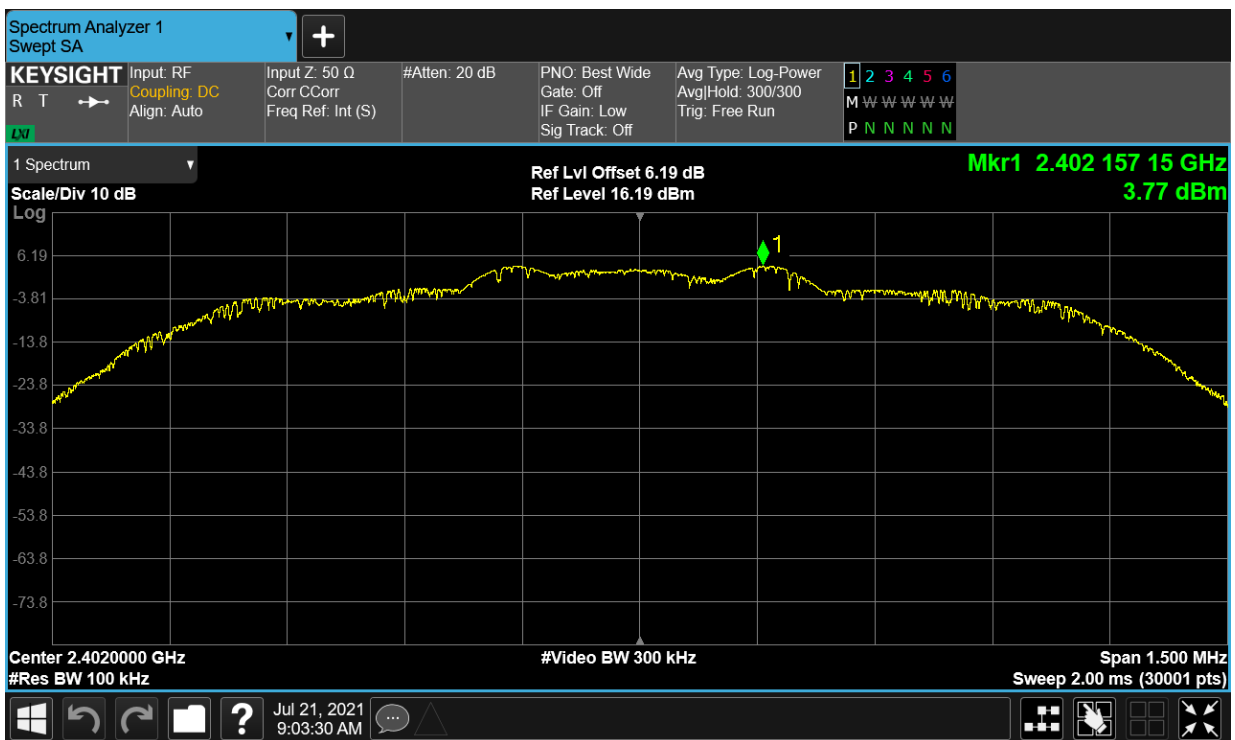 Spectrum Analyzer 1
Swept SA
KEYSIGHT
R T
LXI
Input: RF
Coupling: DC
Align: Auto
Input Z: 50 Ω
Corr CCorr
Freq Ref: Int (S)
#Atten: 20 dB
PNO: Best Wide
Gate: Off
IF Gain: Low
Sig Track: Off
Avg Type: Log-Power
Avg|Hold: 300/300
Trig: Free Run
1 2 3 4 5 6
M W W W W W
P N N N N N
1 Spectrum
Scale/Div 10 dB
Log
Ref Lvl Offset 6.19 dB
Ref Level 16.19 dBm
Mkr1 2.402 157 15 GHz
3.77 dBm
1
6.19
-3.81
-13.8
-23.8
-33.8
-43.8
-53.8
-63.8
-73.8
Center 2.4020000 GHz
#Res BW 100 kHz
#Video BW 300 kHz
Span 1.500 MHz
Sweep 2.00 ms (30001 pts)
?
Jul 21, 2021
9:03:30 AM